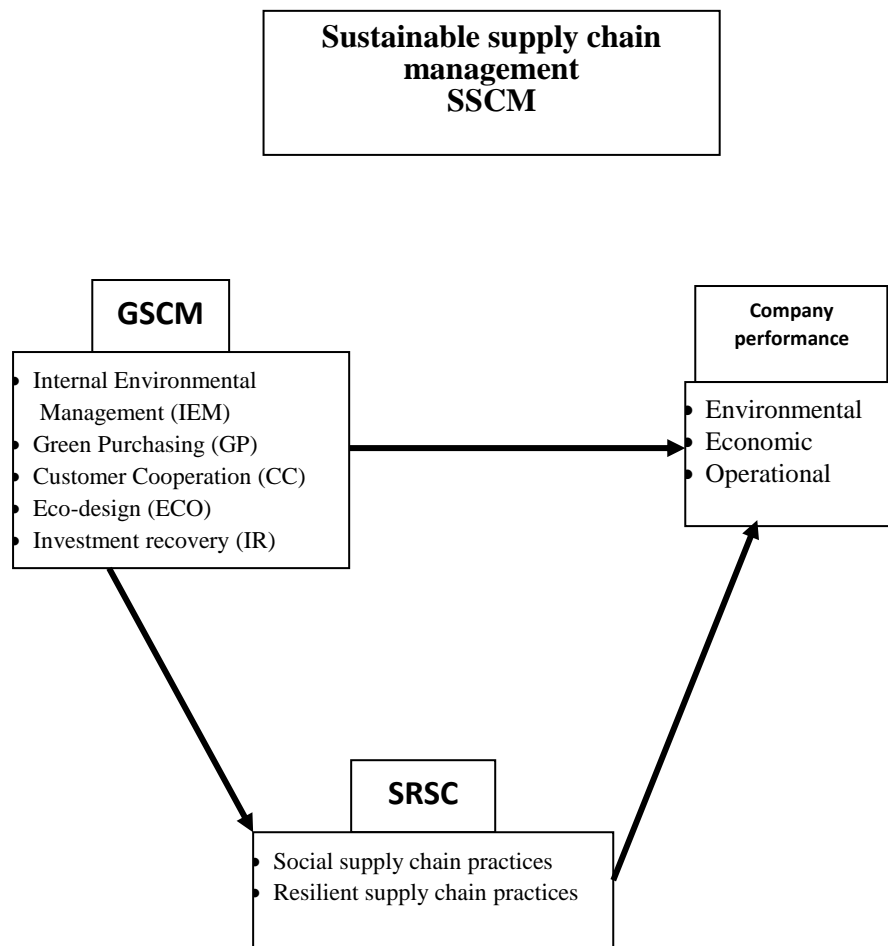 Sustainable supply chain
management
SSCM
GSCM
• Internal Environmental
Management (IEM)
• Green Purchasing (GP)
• Customer Cooperation (CC)
• Eco-design (ECO)
• Investment recovery (IR)
Company
performance
• Environmental
• Economic
• Operational
SRSC
• Social supply chain practices
• Resilient supply chain practices